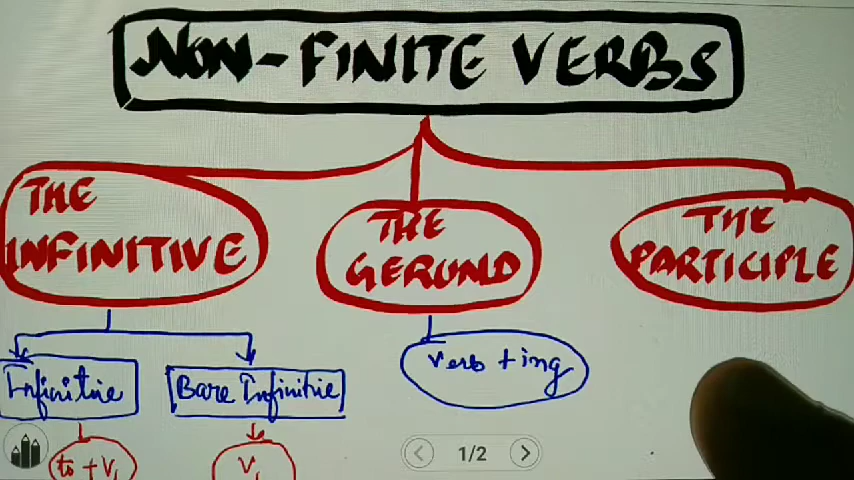 NON-FINITE VERBS
THE
INFINITIVE
THE
GERUND
THE
PARTICIPLE
Infinitive
Bare Infinitive
verb + ing
to + V₁
V₁
1/2